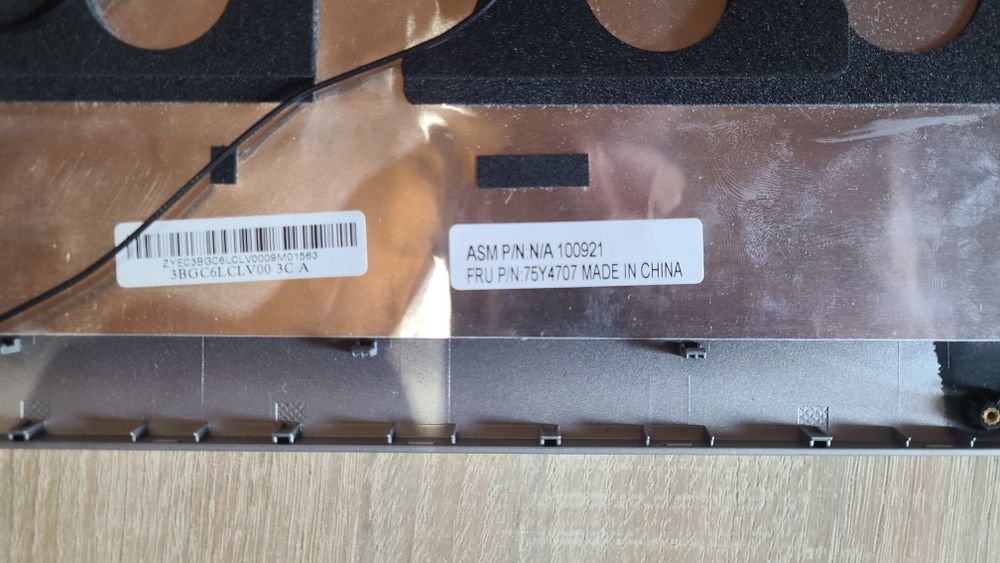 ZYEC3BGC6LCLV0009M01563
3BGC6LCLV00 3C A
ASM P/N:N/A 100921
FRU P/N:75Y4707 MADE IN CHINA